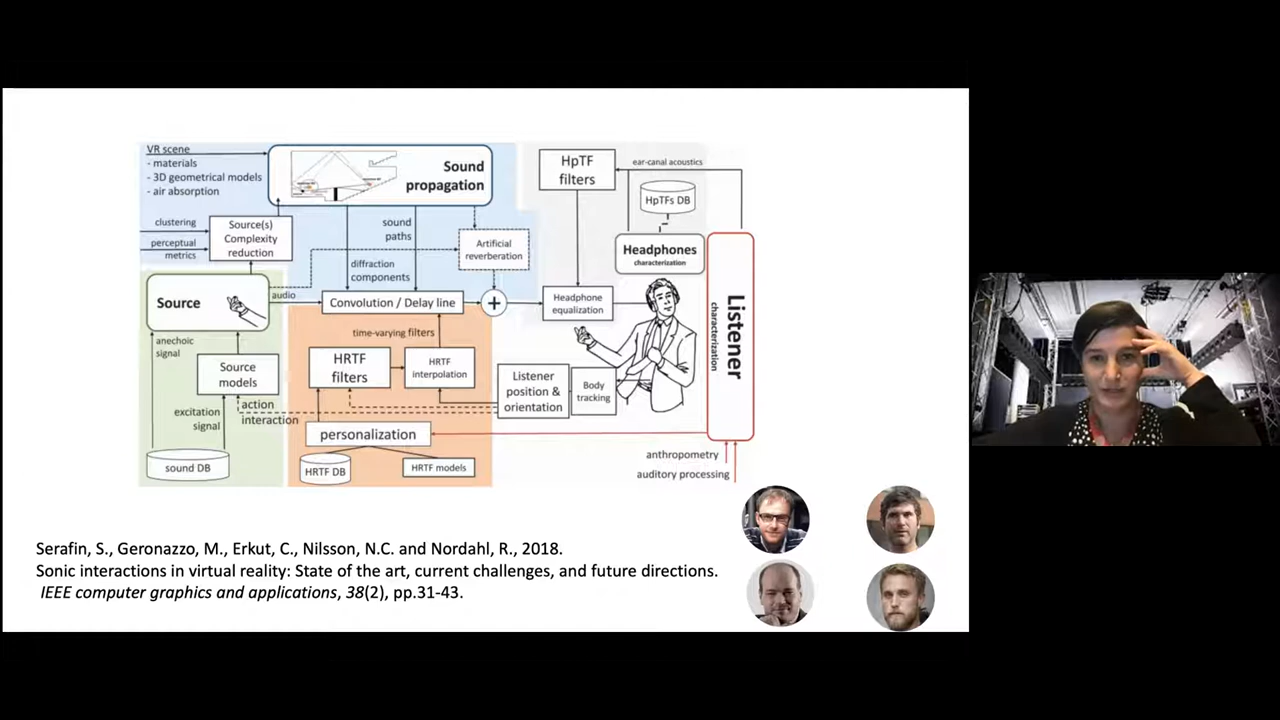 VR scene
- materials
- 3D geometrical models
- air absorption
Sound
propagation
clustering
perceptual
metrics
Source(s)
Complexity
reduction
sound
paths
diffraction
components
Artificial
reverberation
HpTF
filters
ear-canal acoustics
HpTFs DB
Headphones
characterization
Listener
characterization
Source
audio
Convolution / Delay line
+
Headphone
equalization
anechoic
signal
Source
models
excitation
signal
action
interaction
sound DB
time-varying filters
HRTF
filters
HRTF
interpolation
Listener
position &
orientation
Body
tracking
personalization
HRTF DB
HRTF models
anthropometry
auditory processing
Serafin, S., Geronazzo, M., Erkut, C., Nilsson, N.C. and Nordahl, R., 2018.
Sonic interactions in virtual reality: State of the art, current challenges, and future directions.
IEEE computer graphics and applications, 38(2), pp.31-43.